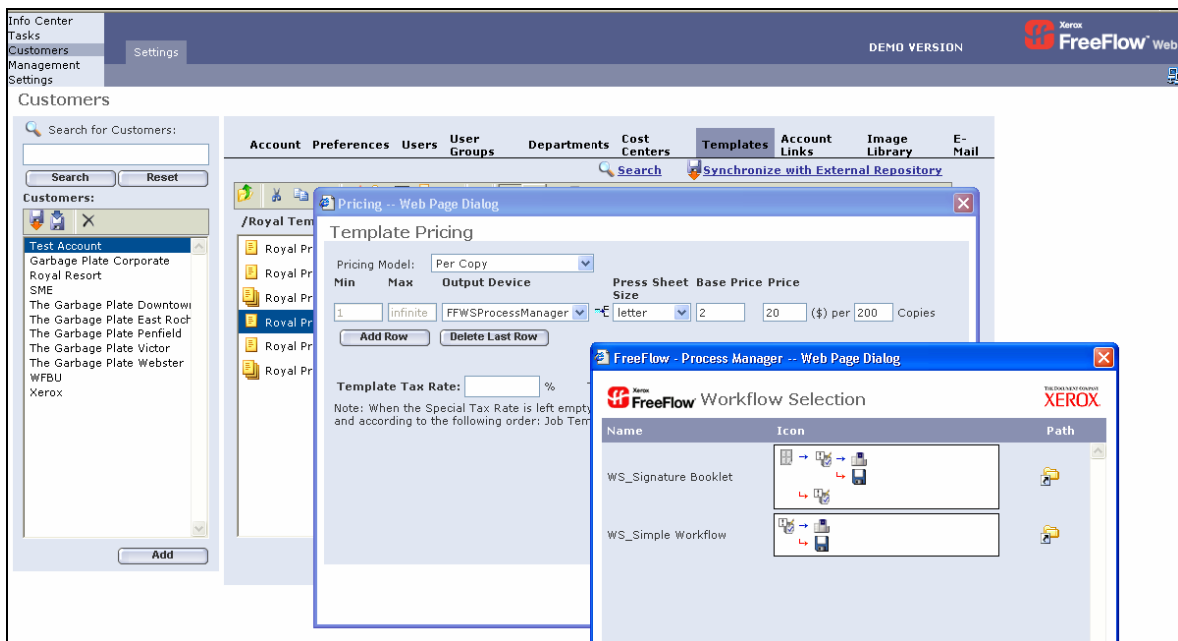 Info Center
Tasks
Customers
Management
Settings
Settings
DEMO VERSION
Xerox
FreeFlow Web
Customers
Search for Customers:
Search Reset
Customers:
Test Account
Garbage Plate Corporate
Royal Resort
SME
The Garbage Plate Downtow
The Garbage Plate East Roch
The Garbage Plate Penfield
The Garbage Plate Victor
The Garbage Plate Webster
WFBU
Xerox
Add
Account Preferences Users User Groups Departments Cost Centers Templates Account Links Image Library E-Mail
Search Synchronize with External Repository
/Royal Tem
Royal Pr
Royal Pr
Royal Pr
Royal Pr
Royal Pr
Royal Pr
Pricing -- Web Page Dialog
Template Pricing
Pricing Model: Per Copy
Min Max Output Device Press Sheet Size Base Price Price
1 infinite FFWSProcessManager letter 2 20 ($) per 200 Copies
Add Row Delete Last Row
Template Tax Rate: %
Note: When the Special Tax Rate is left empty
and according to the following order: Job Tem
FreeFlow - Process Manager -- Web Page Dialog
Xerox
FreeFlow Workflow Selection
THE DOCUMENT COMPANY
XEROX
Name Icon Path
WS_Signature Booklet
WS_Simple Workflow